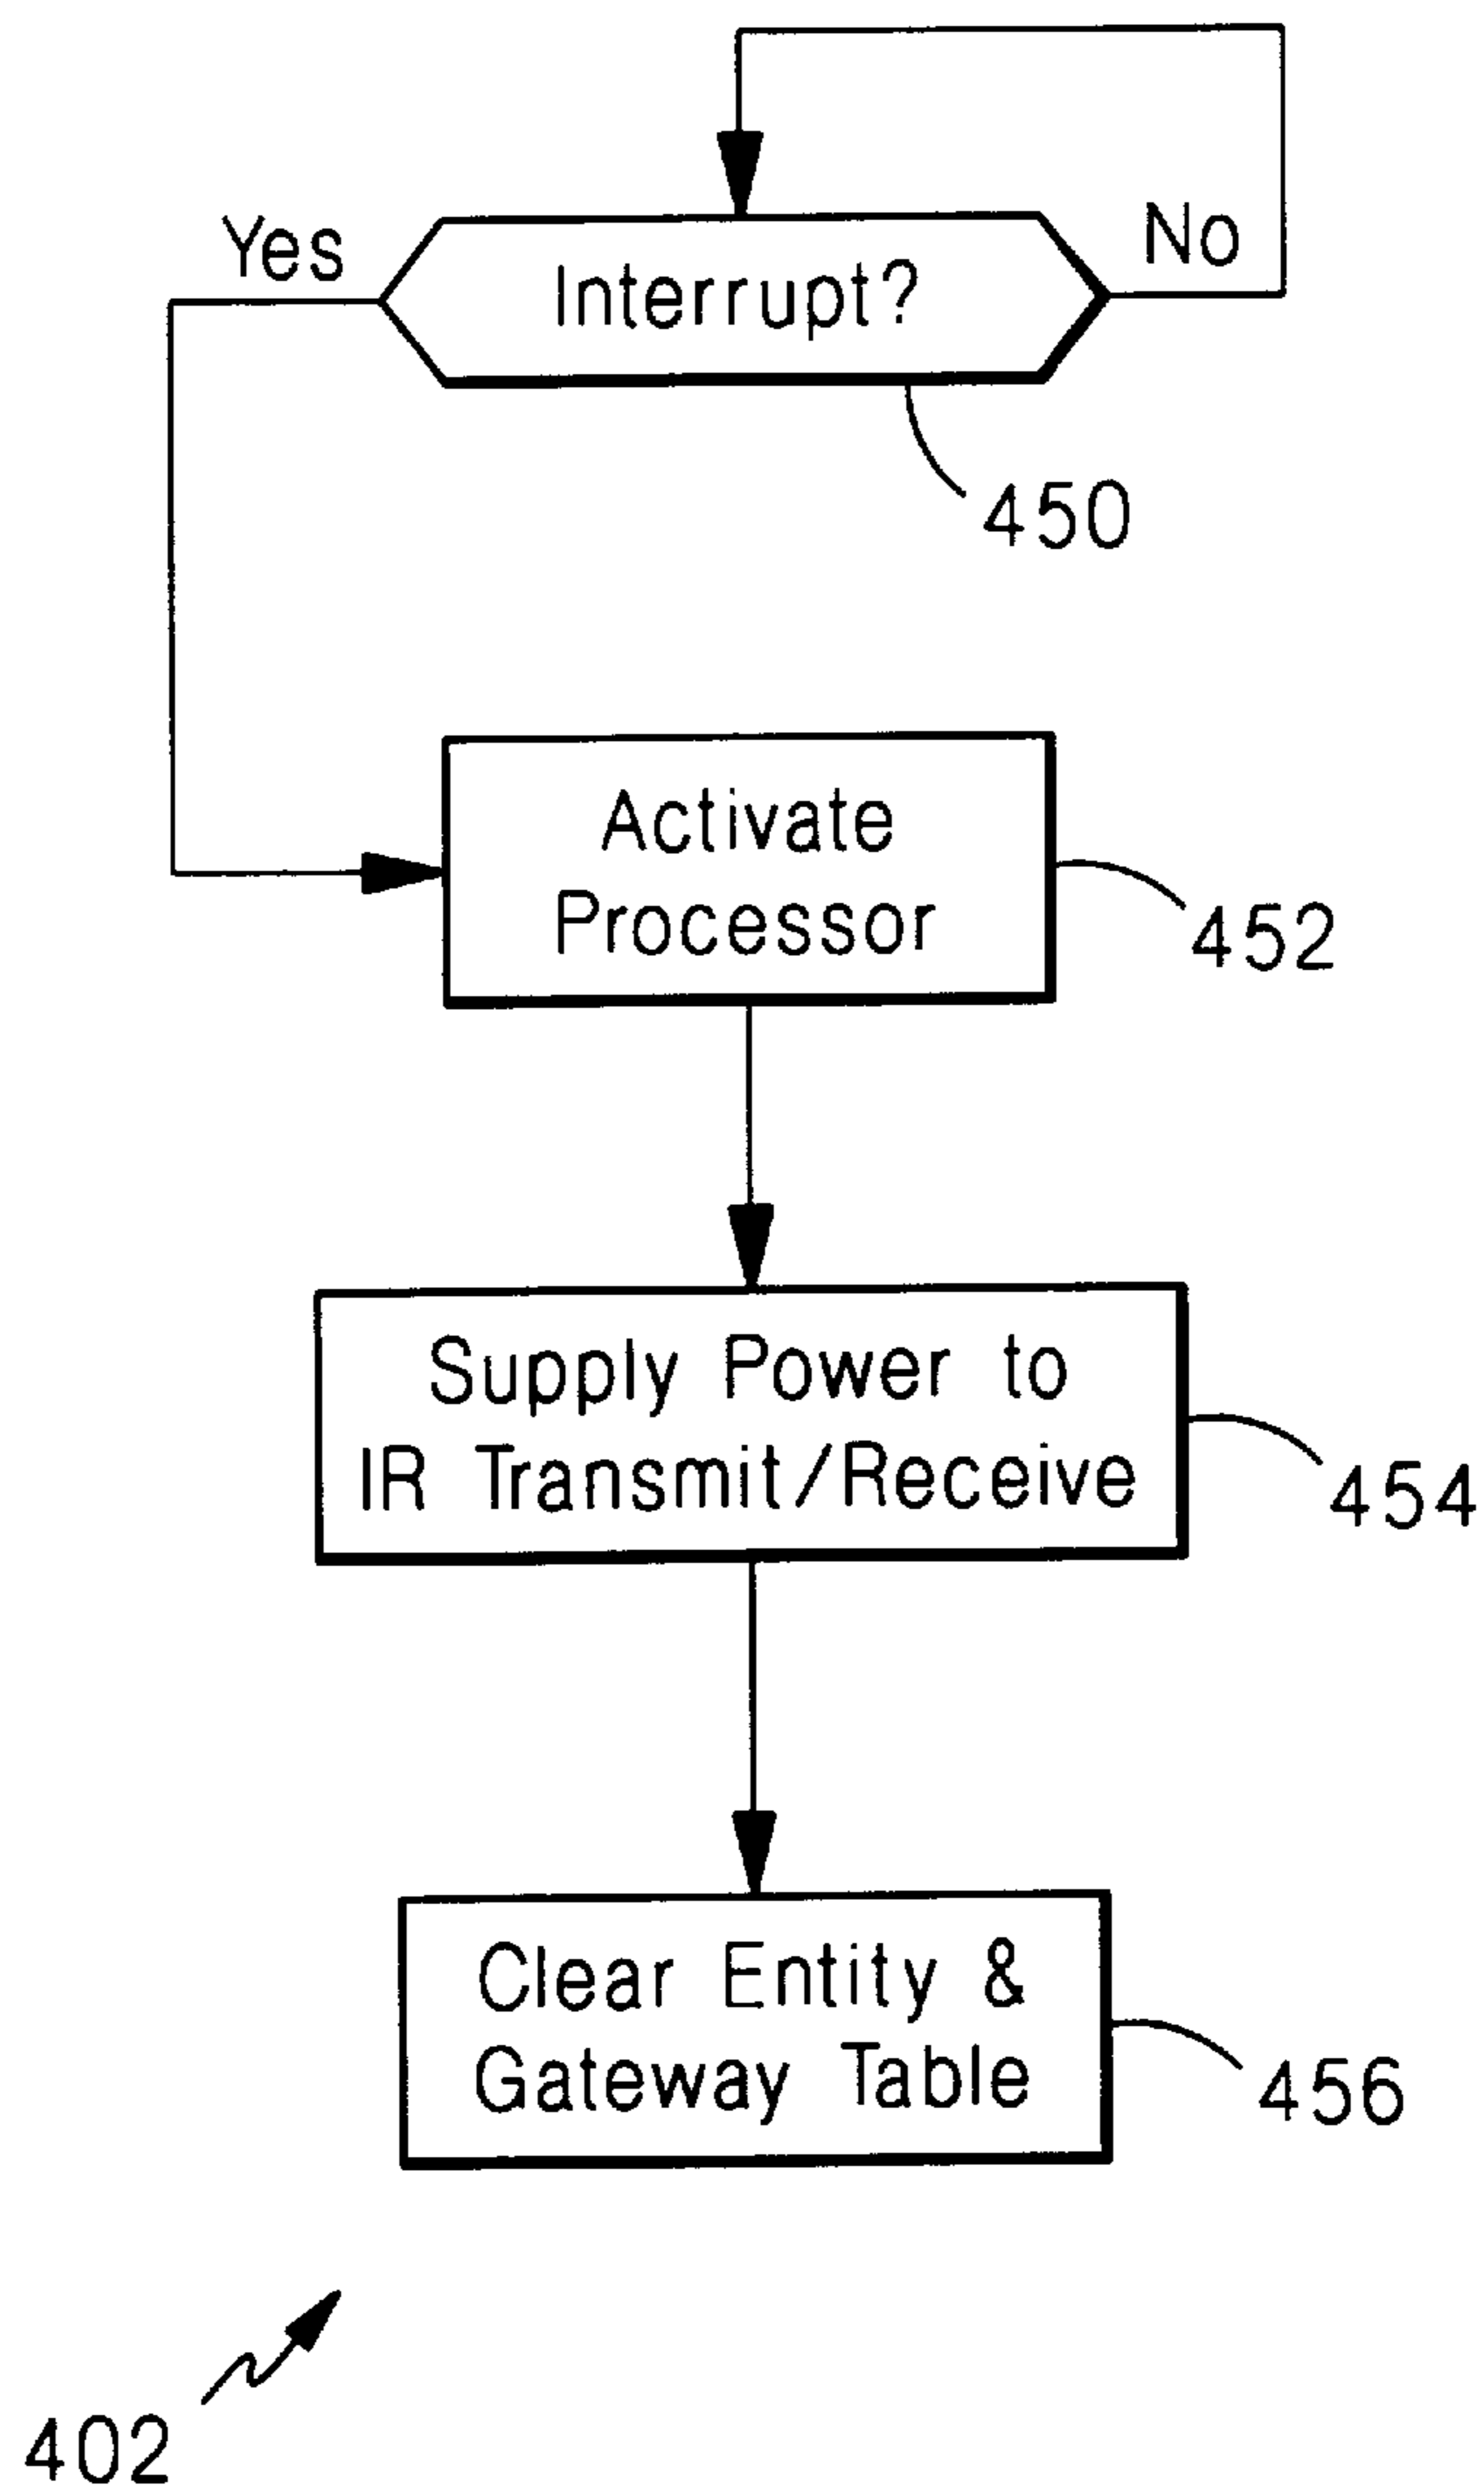 Yes
No
Interrupt?
450
Activate
Processor
452
Supply Power to
IR Transmit/Receive
454
Clear Entity &
Gateway Table
456
402